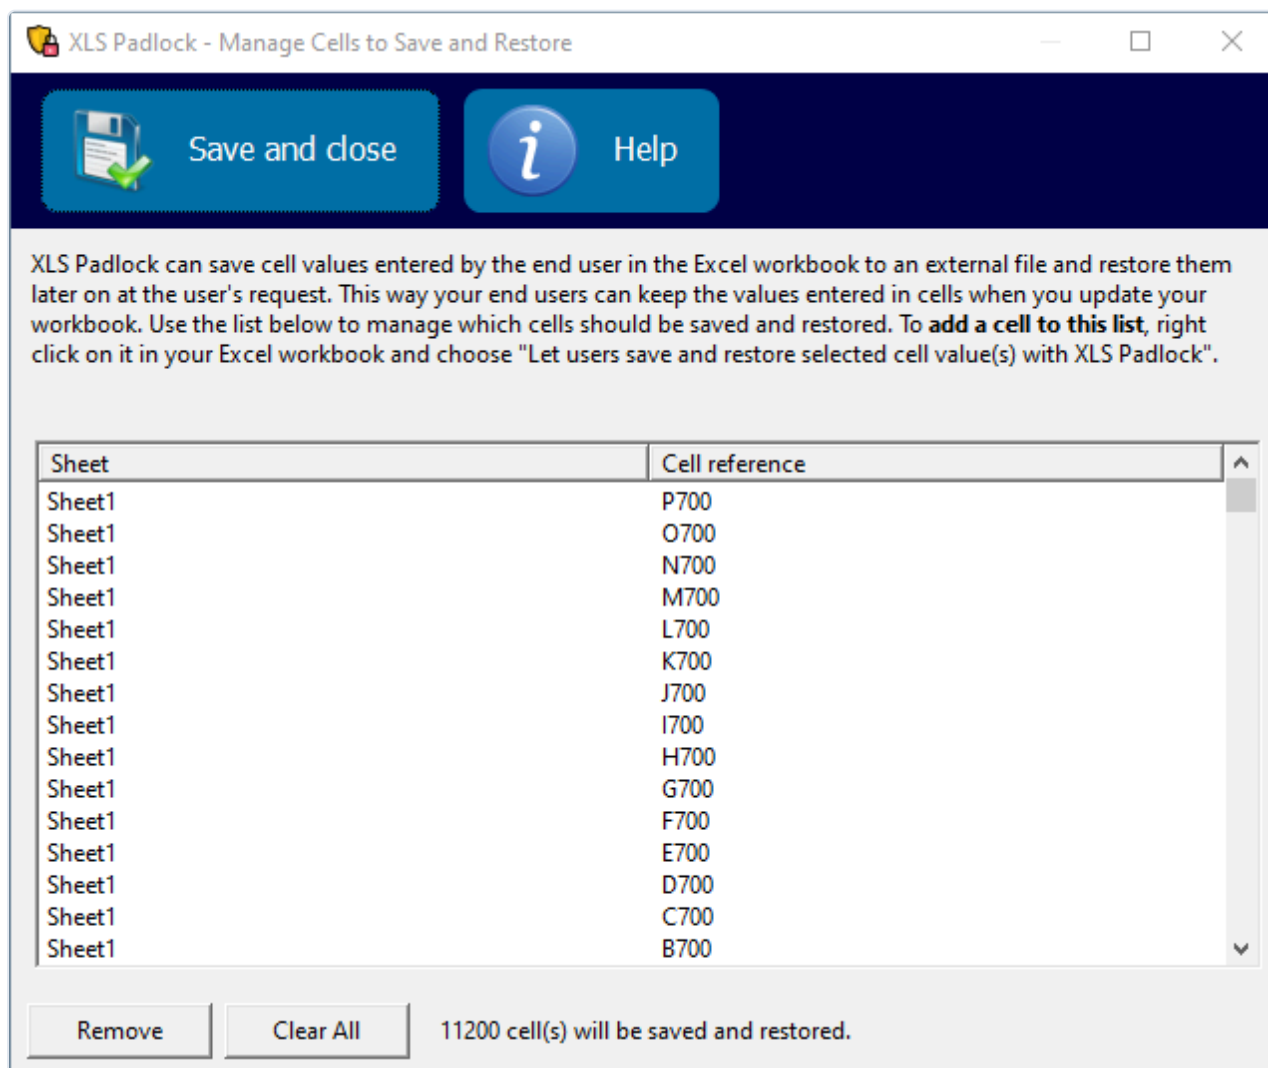 XLS Padlock - Manage Cells to Save and Restore
Save and close Help
XLS Padlock can save cell values entered by the end user in the Excel workbook to an external file and restore them
later on at the user's request. This way your end users can keep the values entered in cells when you update your
workbook. Use the list below to manage which cells should be saved and restored. To add a cell to this list, right
click on it in your Excel workbook and choose "Let users save and restore selected cell value(s) with XLS Padlock".
Sheet Cell reference
Sheet1 P700
Sheet1 O700
Sheet1 N700
Sheet1 M700
Sheet1 L700
Sheet1 K700
Sheet1 J700
Sheet1 I700
Sheet1 H700
Sheet1 G700
Sheet1 F700
Sheet1 E700
Sheet1 D700
Sheet1 C700
Sheet1 B700
Remove Clear All 11200 cell(s) will be saved and restored.